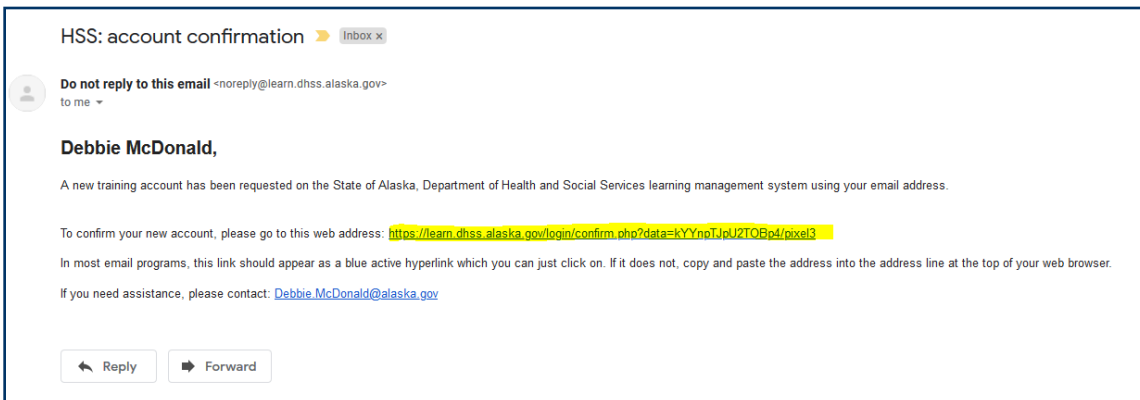 HSS: account confirmation Inbox x
Do not reply to this email <noreply@learn.dhss.alaska.gov>
to me
Debbie McDonald,
A new training account has been requested on the State of Alaska, Department of Health and Social Services learning management system using your email address.
To confirm your new account, please go to this web address: https://learn.dhss.alaska.gov/login/confirm.php?data=kYYnpTJpU2TOBp4/pixel3
In most email programs, this link should appear as a blue active hyperlink which you can just click on. If it does not, copy and paste the address into the address line at the top of your web browser.
If you need assistance, please contact: Debbie.McDonald@alaska.gov
Reply Forward